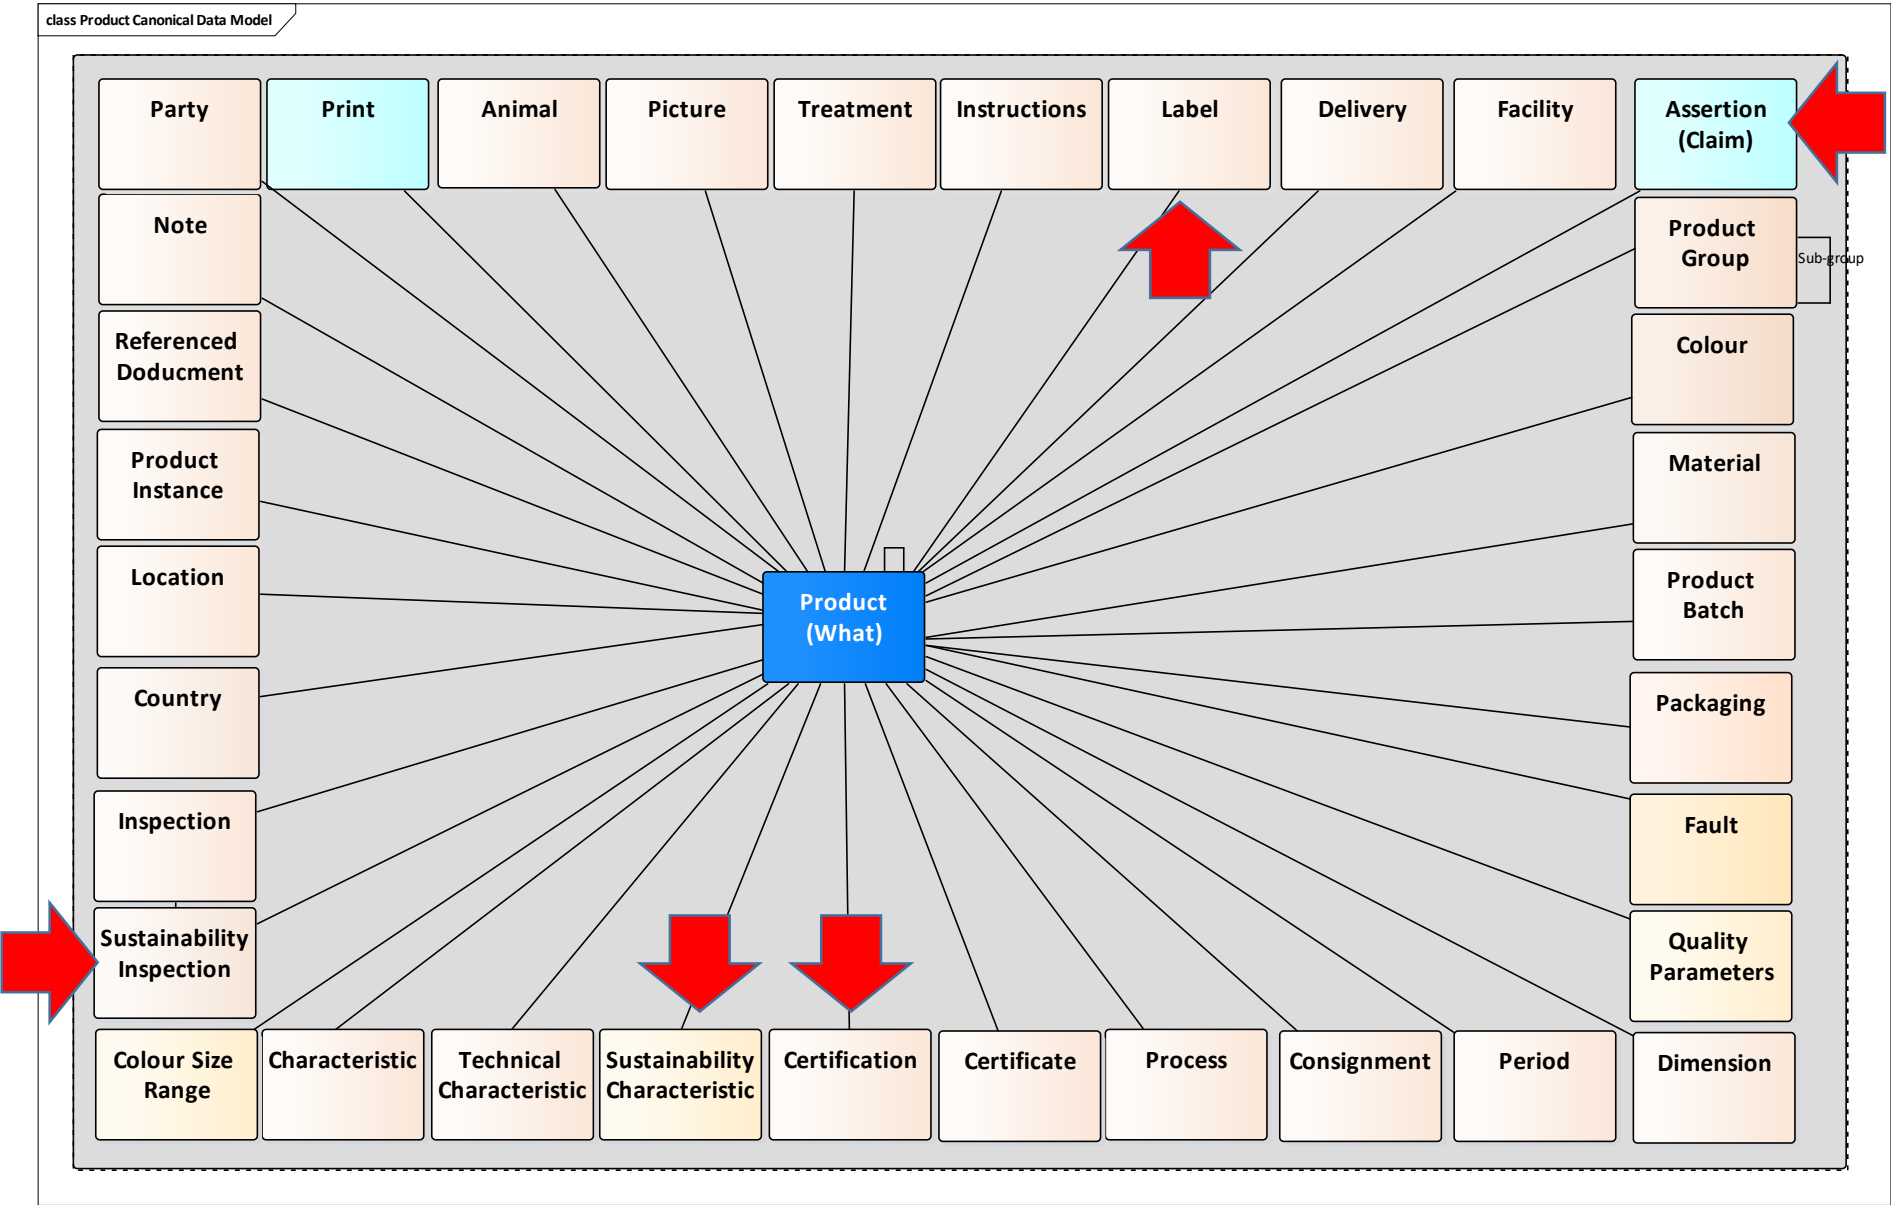 class Product Canonical Data Model
Party
Print
Animal
Picture
Treatment
Instructions
Label
Delivery
Facility
Assertion
(Claim)
Note
Product
Group
Sub-group
Referenced
Doducment
Colour
Product
Instance
Material
Location
Product
(What)
Product
Batch
Country
Packaging
Inspection
Fault
Sustainability
Inspection
Quality
Parameters
Colour Size
Range
Characteristic
Technical
Characteristic
Sustainability
Characteristic
Certification
Certificate
Process
Consignment
Period
Dimension